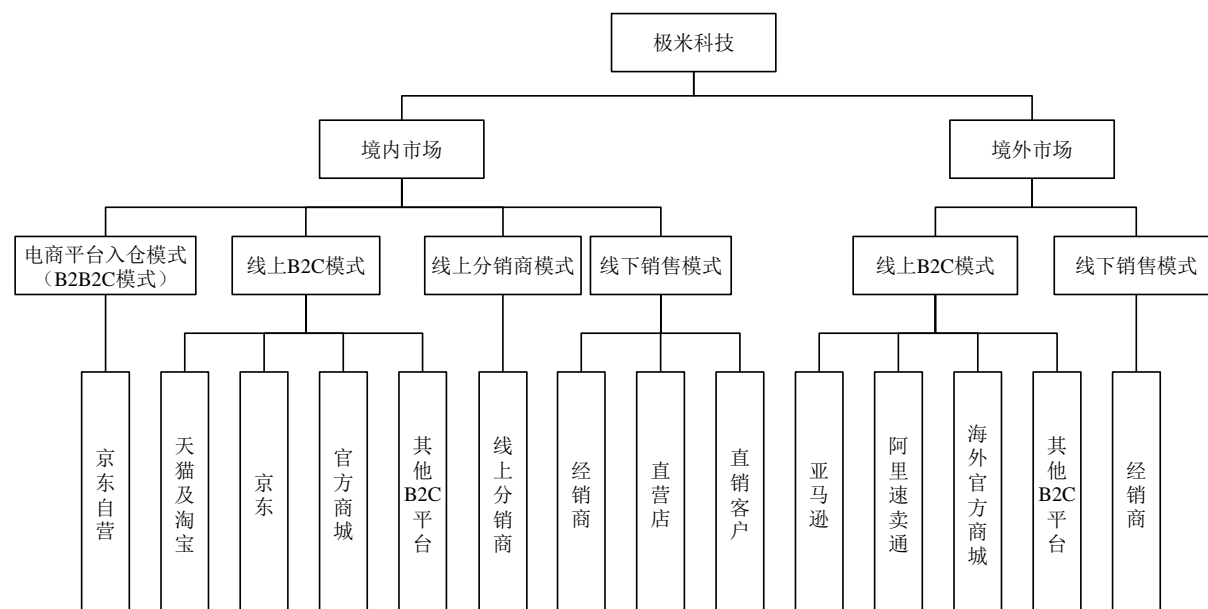 极米科技
境内市场
境外市场
电商平台入仓模式
（B2B2C模式）
线上B2C模式
线上分销商模式
线下销售模式
线上B2C模式
线下销售模式
京东自营
天猫及淘宝
京东
官方商城
其他B2C平台
线上分销商
经销商
直营店
直销客户
亚马逊
阿里速卖通
海外官方商城
其他B2C平台
经销商